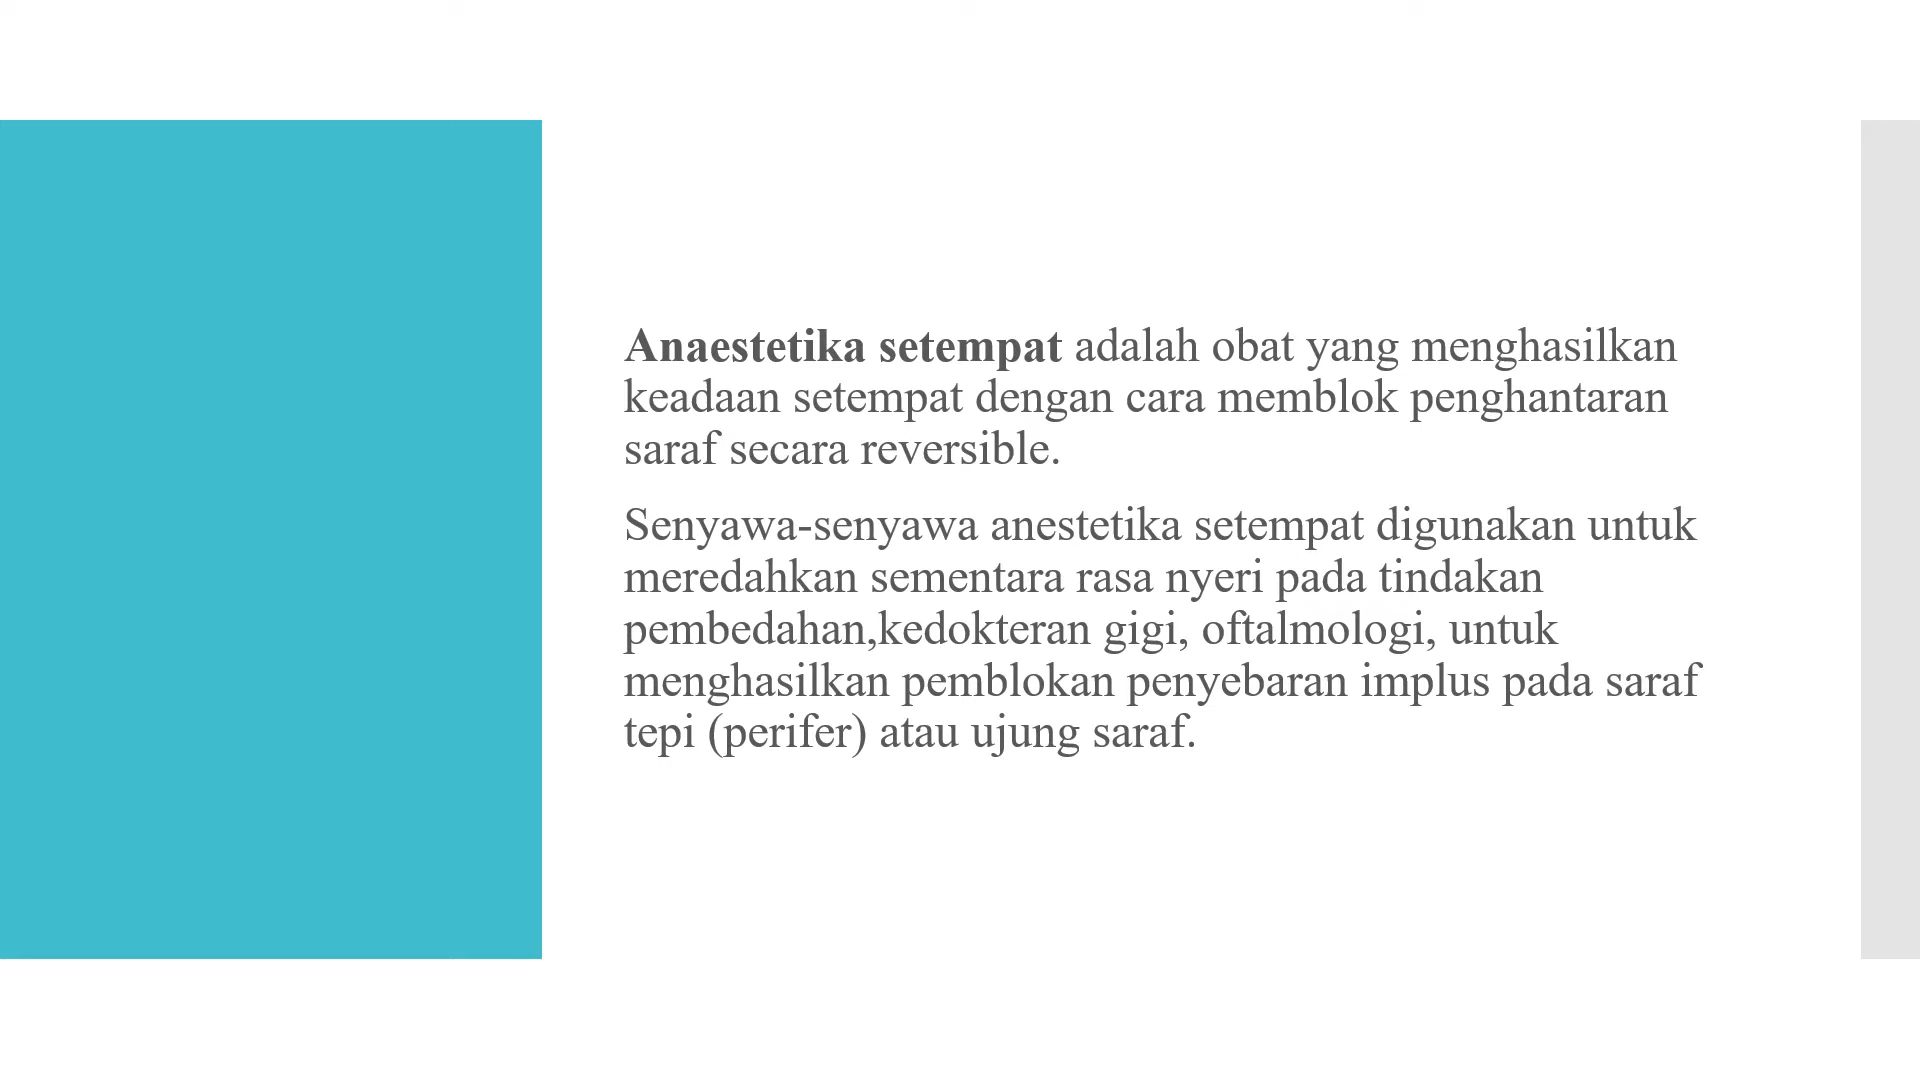 Anaestetika setempat adalah obat yang menghasilkan
keadaan setempat dengan cara memblok penghantaran
saraf secara reversible.
Senyawa-senyawa anestetika setempat digunakan untuk
meredahkan sementara rasa nyeri pada tindakan
pembedahan,kedokteran gigi, oftalmologi, untuk
menghasilkan pemblokan penyebaran implus pada saraf
tepi (perifer) atau ujung saraf.